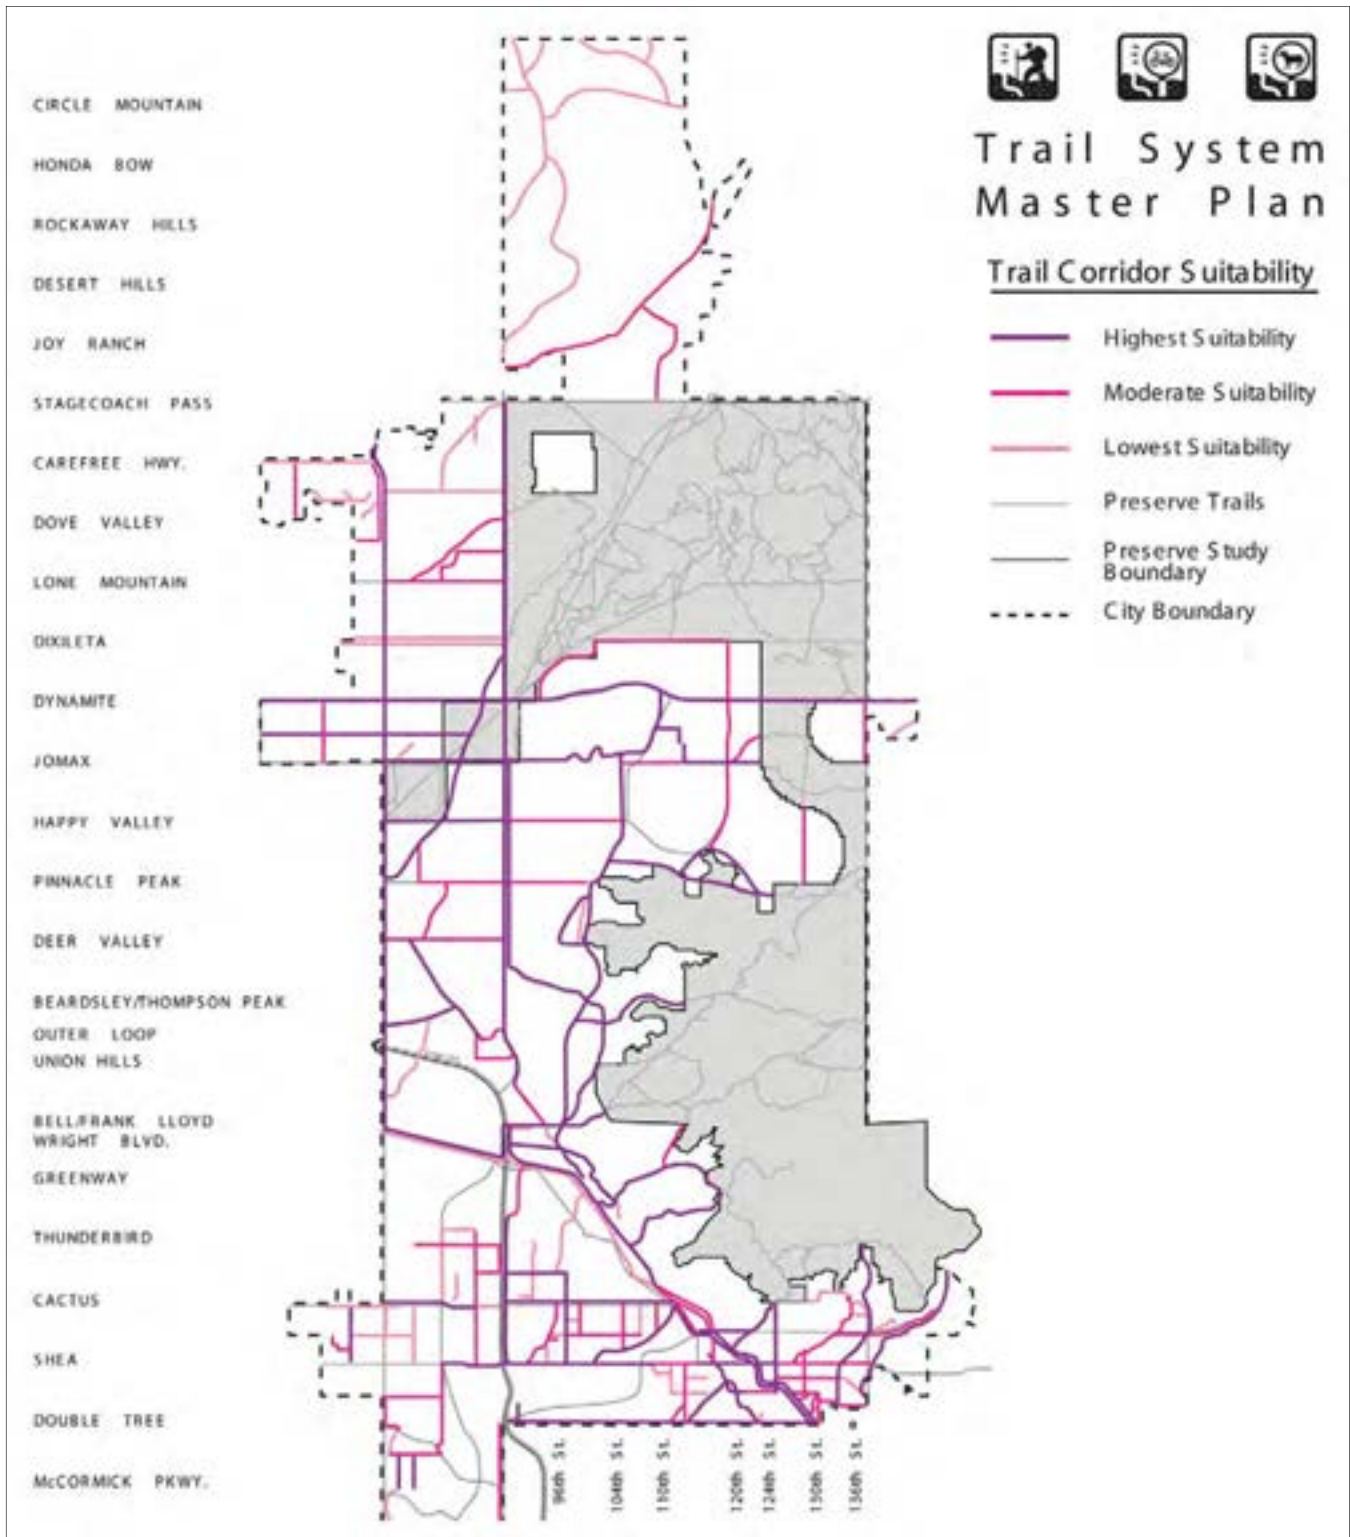 CIRCLE MOUNTAIN
HONDA BOW
ROCKAWAY HILLS
DESERT HILLS
JOY RANCH
STAGECOACH PASS
CAREFREE HWY.
DOVE VALLEY
LONE MOUNTAIN
DIXILETA
DYNAMITE
JOMAX
HAPPY VALLEY
PINNACLE PEAK
DEER VALLEY
BEARDSLEY/THOMPSON PEAK
OUTER LOOP
UNION HILLS
BELL/FRANK LLOYD
WRIGHT BLVD.
GREENWAY
THUNDERBIRD
CACTUS
SHEA
DOUBLE TREE
McCORMICK PKWY.
Trail System
Master Plan
Trail Corridor Suitability
Highest Suitability
Moderate Suitability
Lowest Suitability
Preserve Trails
Preserve Study
Boundary
City Boundary
96th St.
104th St.
110th St.
120th St.
124th St.
130th St.
136th St.